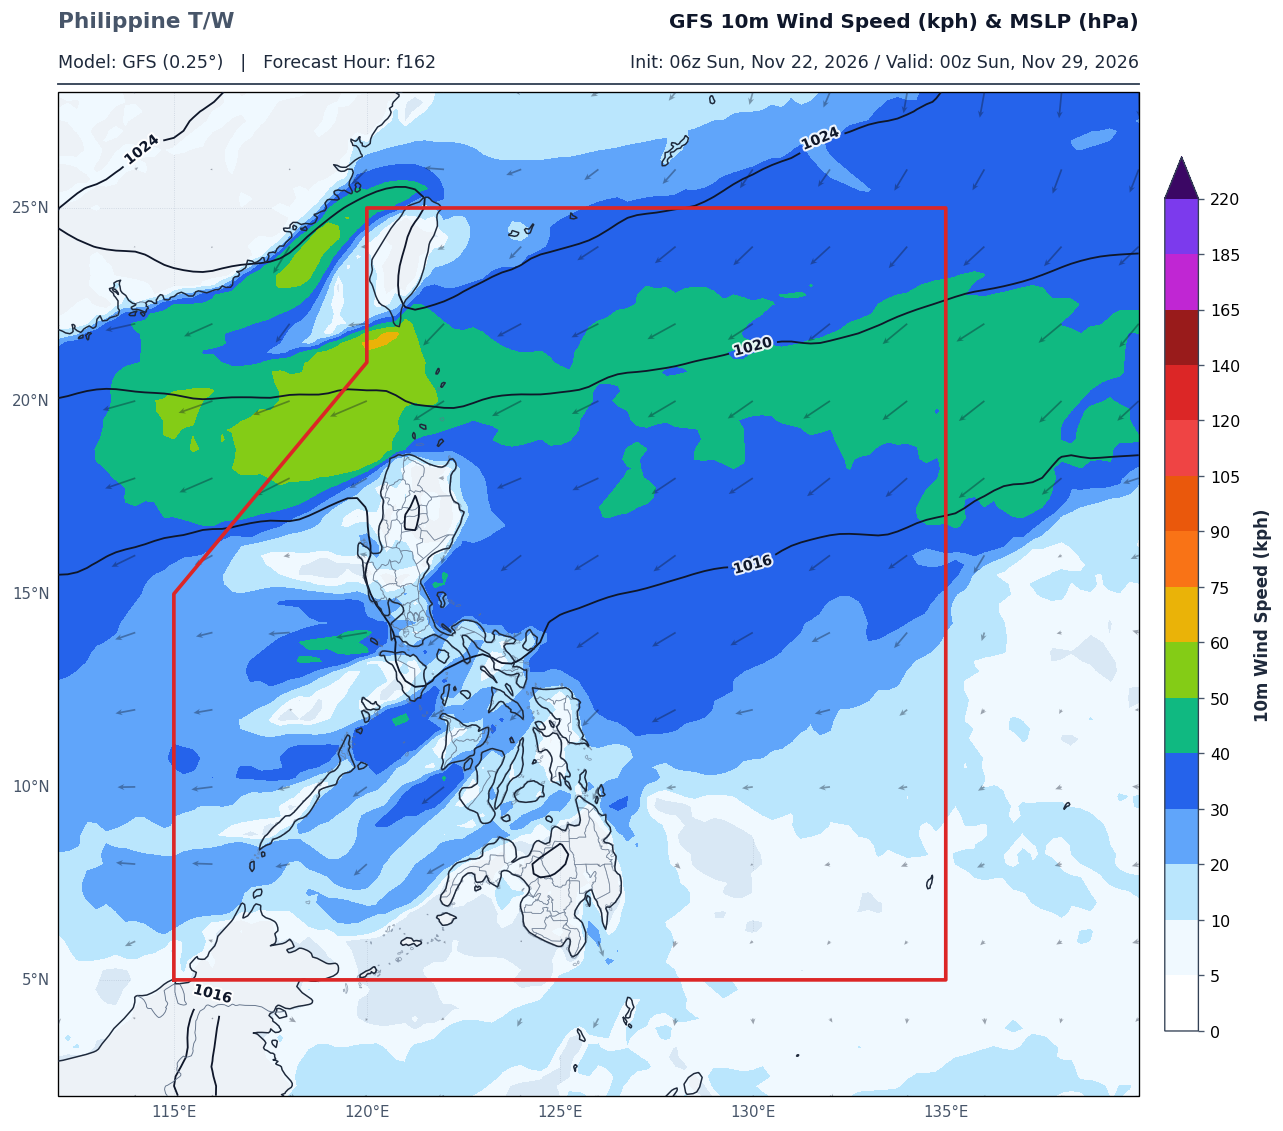 Philippine T/W
GFS 10m Wind Speed (kph) & MSLP (hPa)
Model: GFS (0.25°) | Forecast Hour: f162
Init: 06z Sun, Nov 22, 2026 / Valid: 00z Sun, Nov 29, 2026
1024
1024
1020
1016
1016
25°N
20°N
15°N
10°N
5°N
115°E
120°E
125°E
130°E
135°E
220
185
165
140
120
105
90
75
60
50
40
30
20
10
5
0
10m Wind Speed (kph)